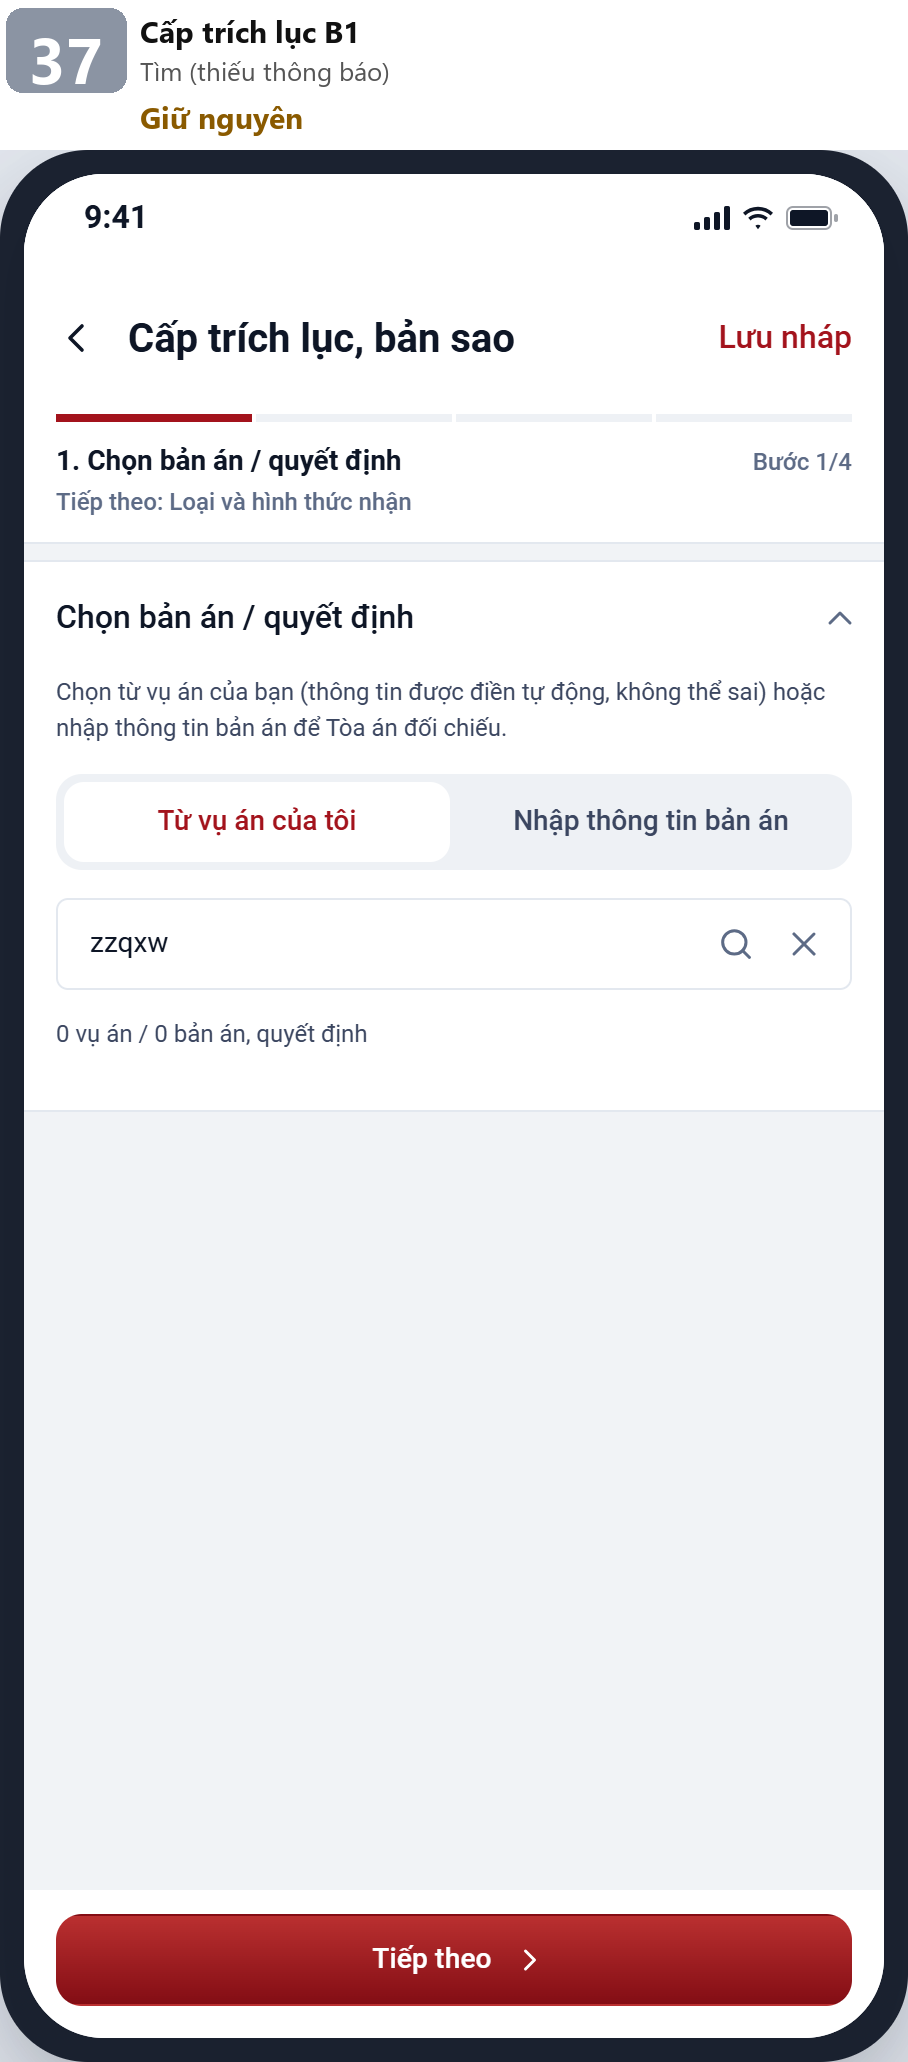 37
Cấp trích lục B1
Tìm (thiếu thông báo)
Giữ nguyên
9:41
Cấp trích lục, bản sao
Lưu nháp
1. Chọn bản án / quyết định
Bước 1/4
Tiếp theo: Loại và hình thức nhận
Chọn bản án / quyết định
Chọn từ vụ án của bạn (thông tin được điền tự động, không thể sai) hoặc
nhập thông tin bản án để Tòa án đối chiếu.
Từ vụ án của tôi
Nhập thông tin bản án
zzqxw
0 vụ án / 0 bản án, quyết định
Tiếp theo